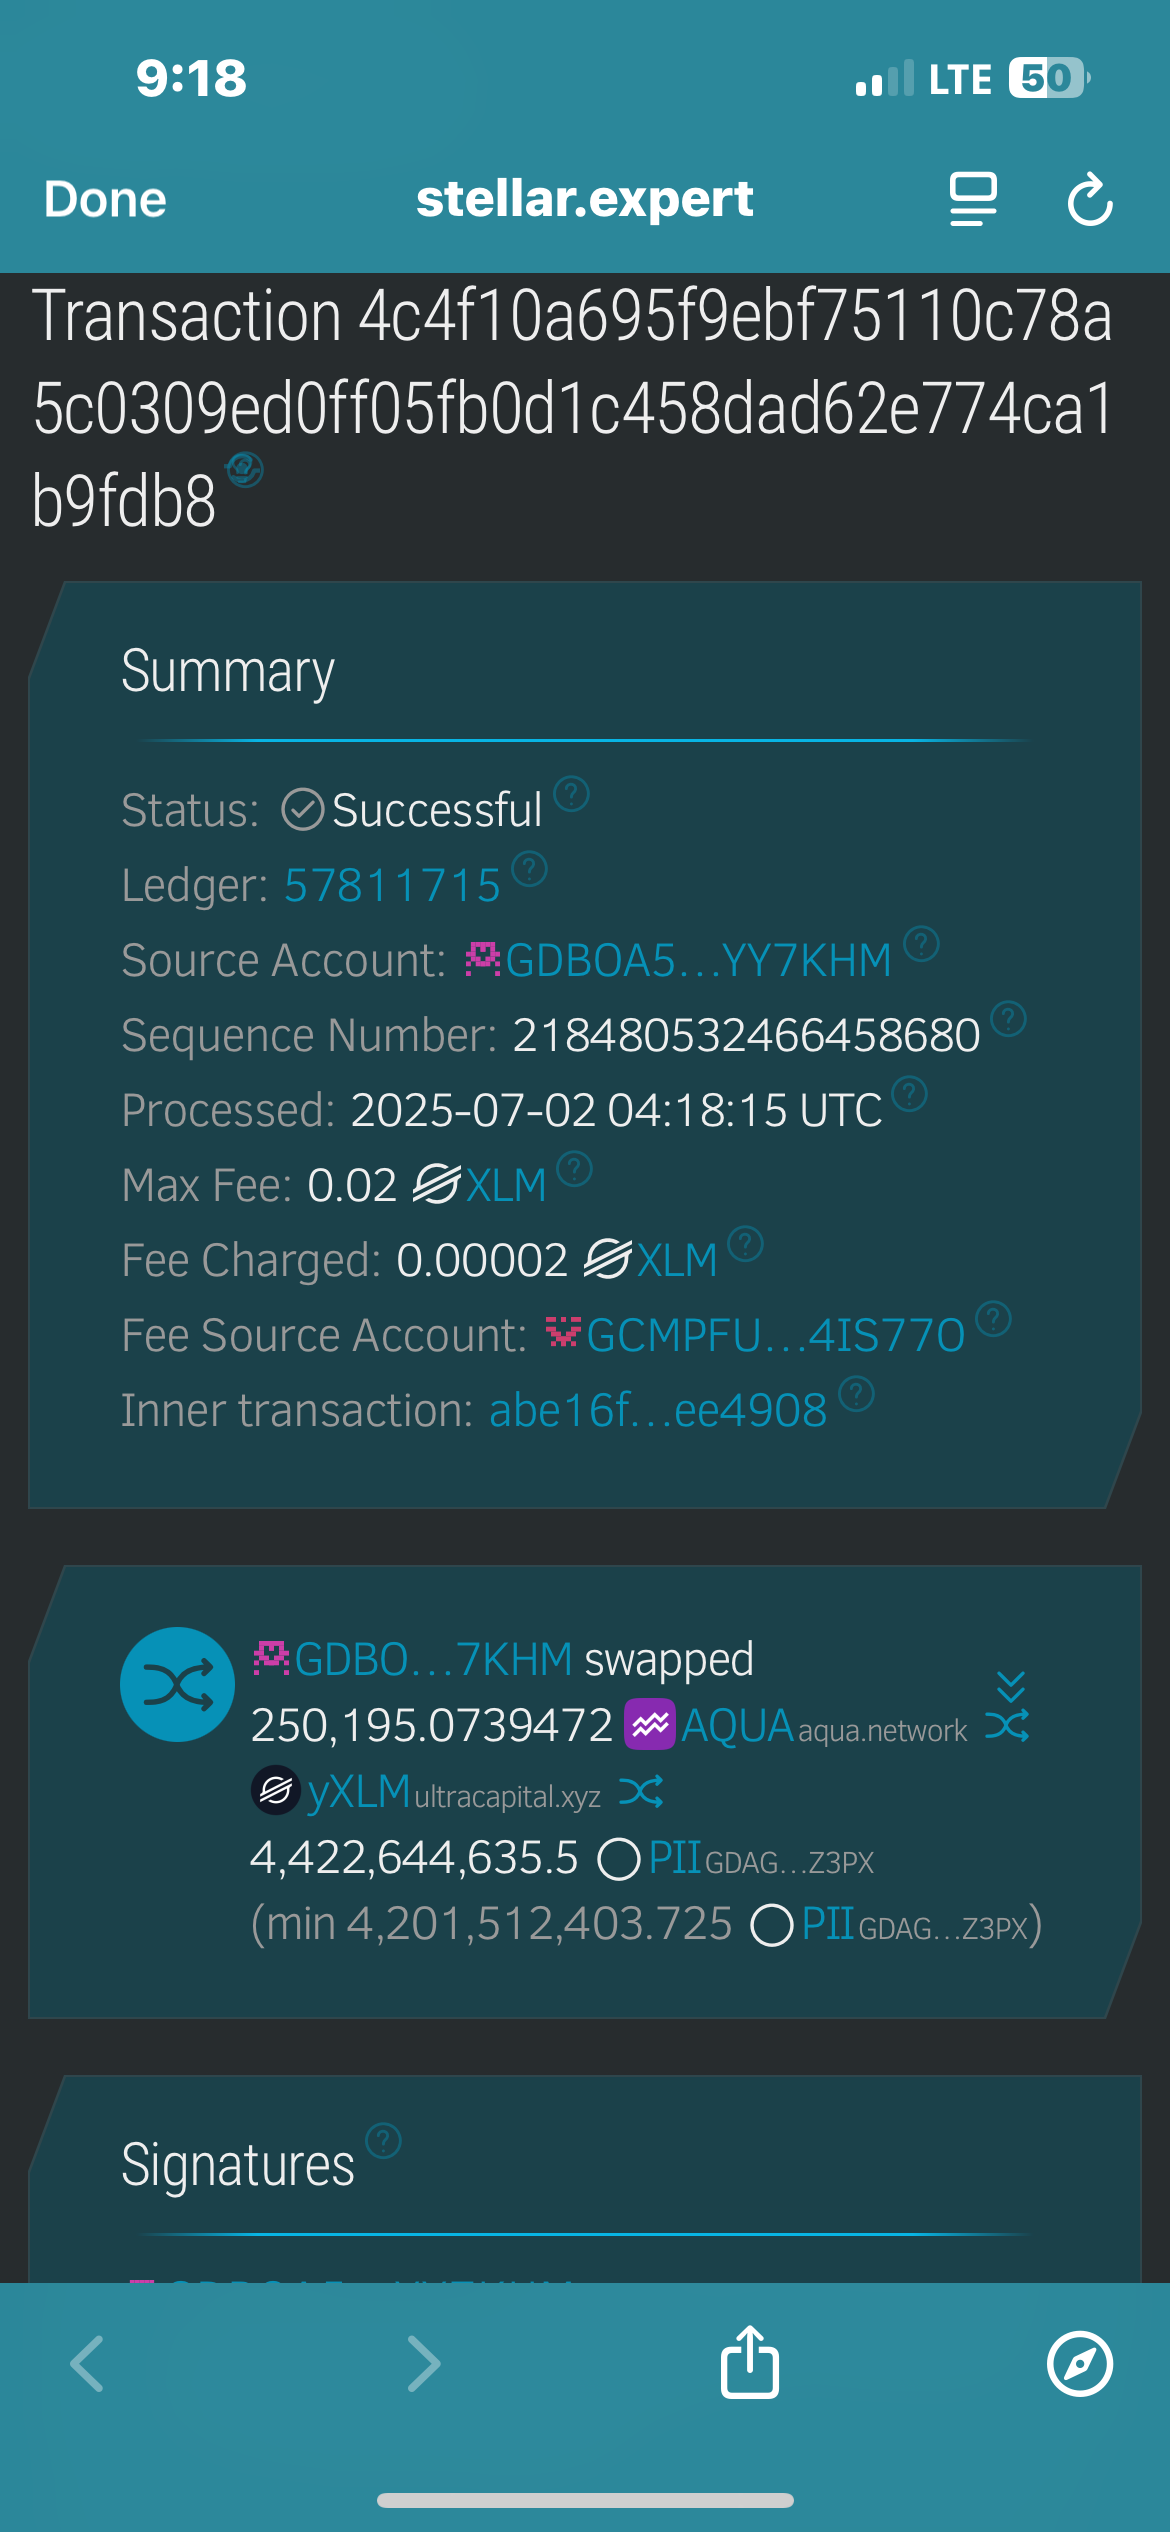 9:18
LTE 50
Done
stellar.expert
Transaction 4c4f10a695f9ebf75110c78a
5c0309ed0ff05fb0d1c458dad62e774ca1
b9fdb8
Summary
Status: Successful
Ledger: 57811715
Source Account: GDBOA5…YY7KHM
Sequence Number: 218480532466458680
Processed: 2025-07-02 04:18:15 UTC
Max Fee: 0.02 XLM
Fee Charged: 0.00002 XLM
Fee Source Account: GCMPFU…4IS77O
Inner transaction: abe16f…ee4908
GDBO…7KHM swapped
250,195.0739472 AQUA aqua.network
yXLM ultracapital.xyz
4,422,644,635.5 PII GDAG…Z3PX
(min 4,201,512,403.725 PII GDAG…Z3PX)
Signatures